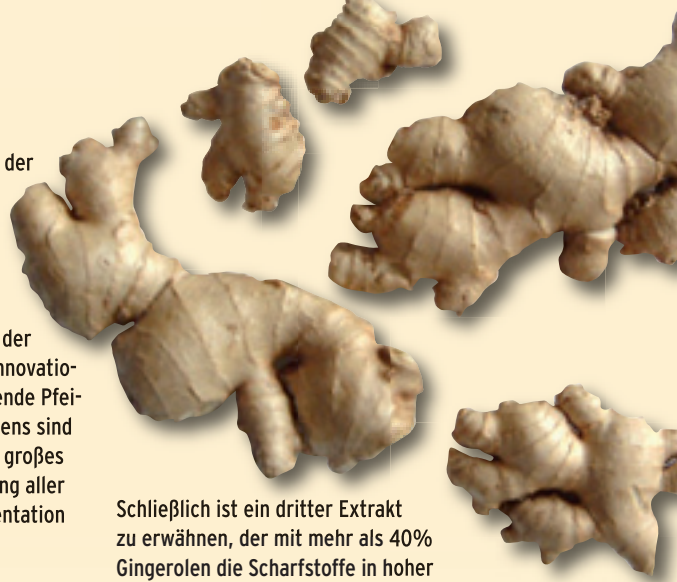 der
der
nnovatio-
ende Pfei-
ens sind
großes
ng aller
entation
Schließlich ist ein dritter Extrakt
zu erwähnen, der mit mehr als 40%
Gingerolen die Scharfstoffe in hoher